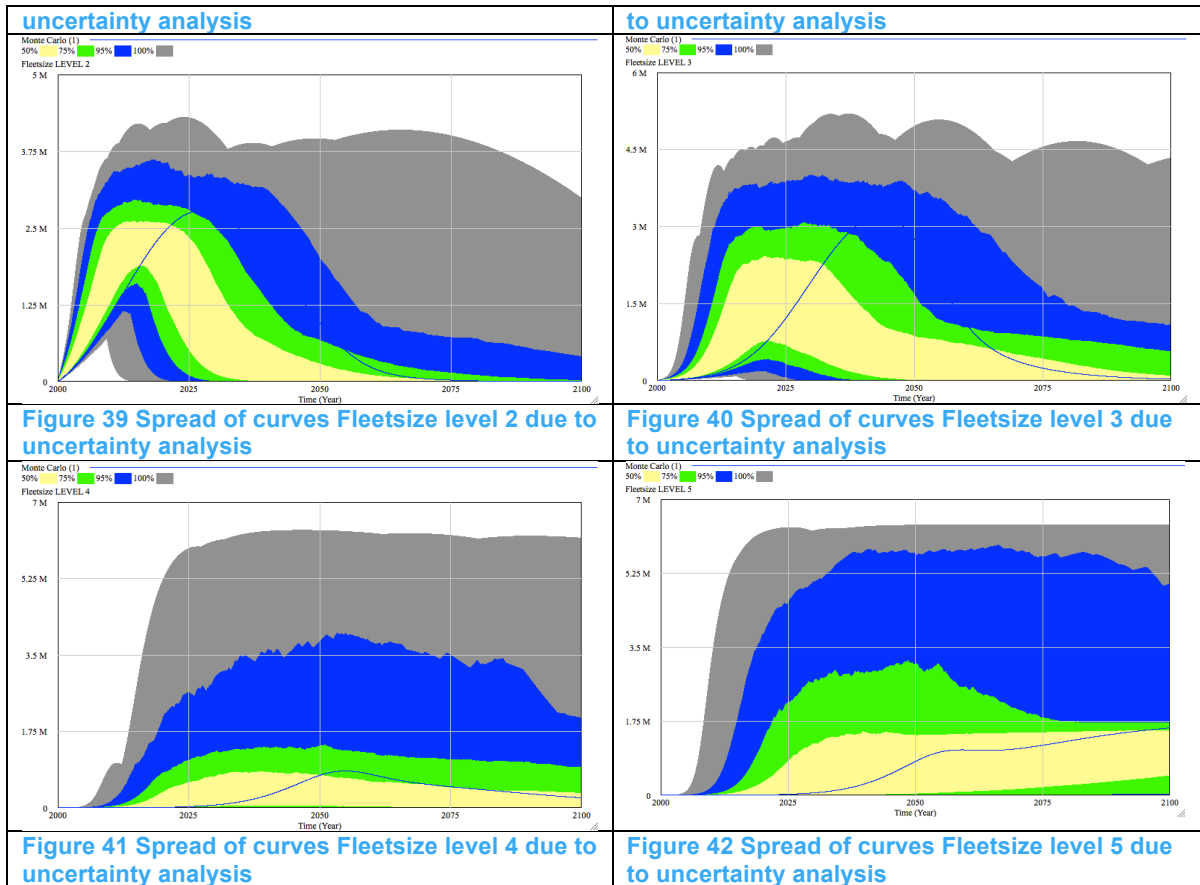 uncertainty analysis
to uncertainty analysis
Monte Carlo (1)
50% 75% 95% 100%
Fleetsize LEVEL 2
5 M
3.75 M
2.5 M
1.25 M
0
2000 2025 2050 2075 2100
Time (Year)
Monte Carlo (1)
50% 75% 95% 100%
Fleetsize LEVEL 3
6 M
4.5 M
3 M
1.5 M
0
2000 2025 2050 2075 2100
Time (Year)
Figure 39 Spread of curves Fleetsize level 2 due to
uncertainty analysis
Figure 40 Spread of curves Fleetsize level 3 due
to uncertainty analysis
Monte Carlo (1)
50% 75% 95% 100%
Fleetsize LEVEL 4
7 M
5.25 M
3.5 M
1.75 M
0
2000 2025 2050 2075 2100
Time (Year)
Monte Carlo (1)
50% 75% 95% 100%
Fleetsize LEVEL 5
7 M
5.25 M
3.5 M
1.75 M
0
2000 2025 2050 2075 2100
Time (Year)
Figure 41 Spread of curves Fleetsize level 4 due to
uncertainty analysis
Figure 42 Spread of curves Fleetsize level 5 due
to uncertainty analysis